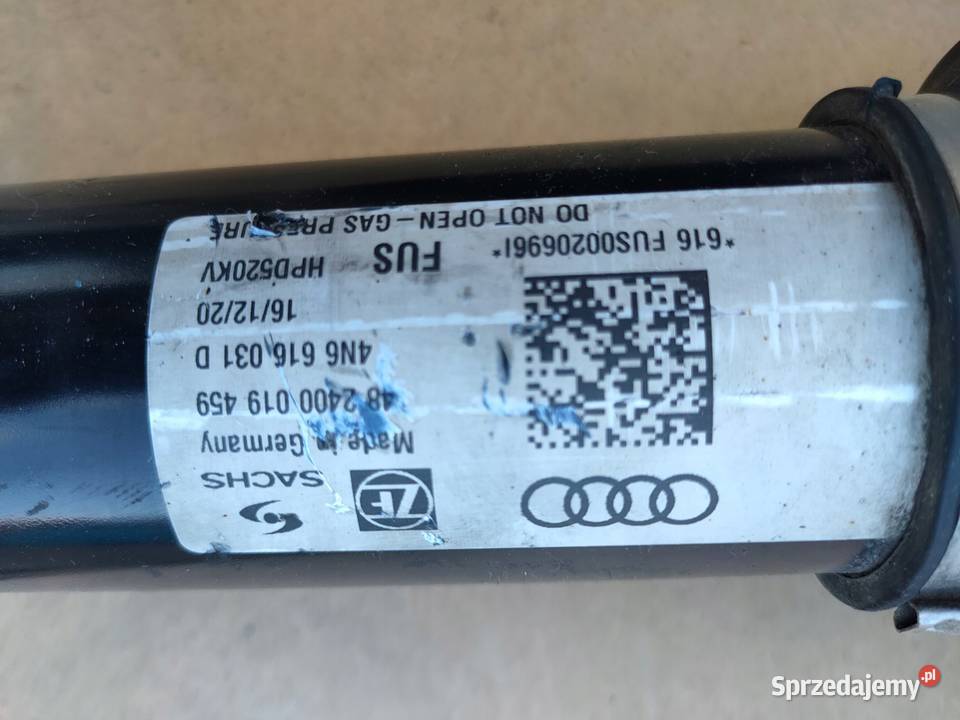 ZF
SACHS
Made in Germany
48 2400 019 459
4N6 616 031 D
16/12/20
FUS HPD520KV
*616 FUS00206961*
DO NOT OPEN - GAS PRESSURE
Sprzedajemy.pl